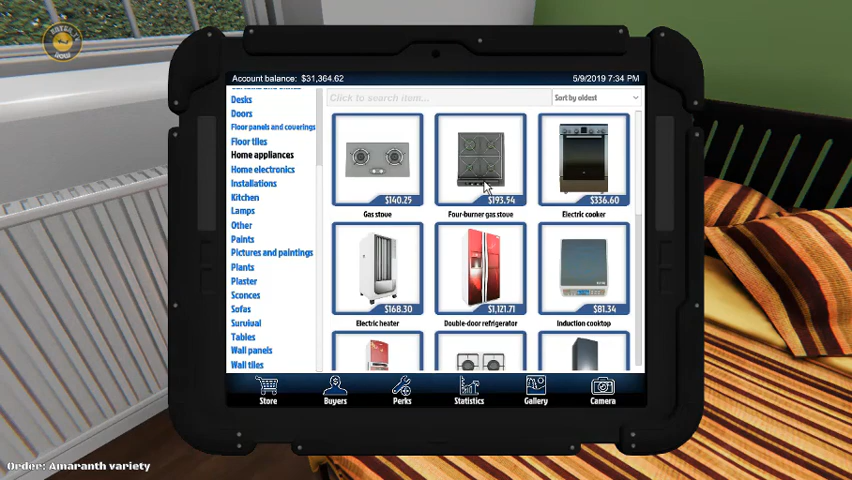 Account balance: $31,364.62
5/9/2019 7:34 PM
Desks
Doors
Floor panels and coverings
Floor tiles
Home appliances
Home electronics
Installations
Kitchen
Lamps
Other
Paints
Pictures and paintings
Plants
Plaster
Sconces
Sofas
Survival
Tables
Wall panels
Wall tiles
Click to search item...
Sort by oldest
$140.25
$193.54
$336.60
Gas stove
Four-burner gas stove
Electric cooker
$168.30
$1,121.71
$81.34
Electric heater
Double-door refrigerator
Induction cooktop
Store
Buyers
Perks
Statistics
Gallery
Camera
Order: Amaranth variety